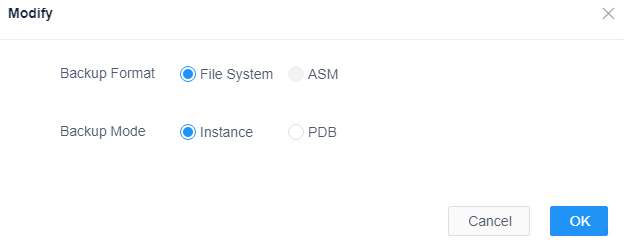 Modify
Backup Format File System ASM
Backup Mode Instance PDB
Cancel OK